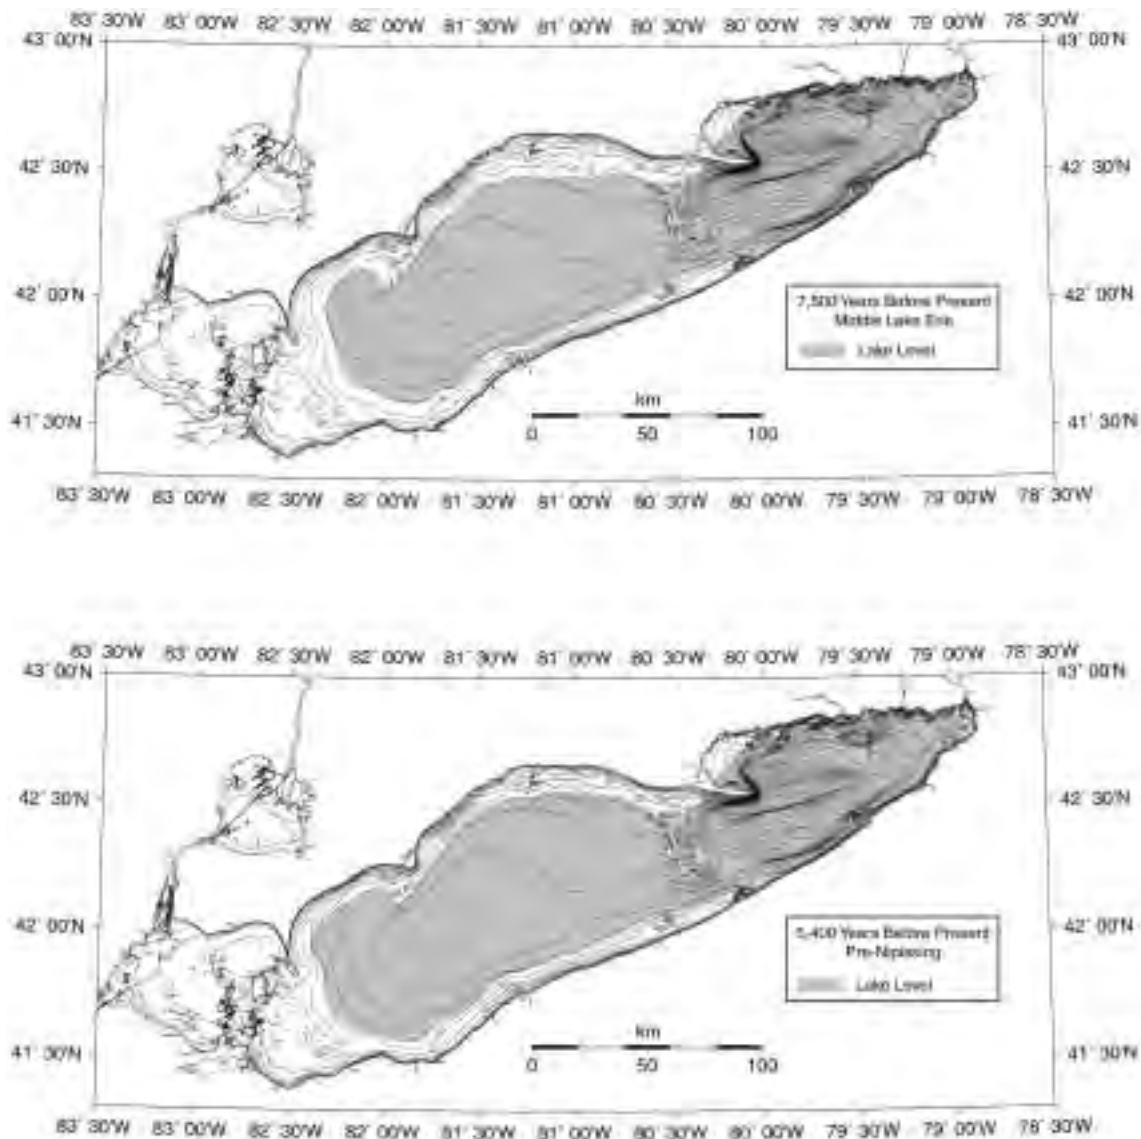 83° 30'W 83° 00'W 82° 30'W 82° 00'W 81° 30'W 81° 00'W 80° 30'W 80° 00'W 79° 30'W 79° 00'W 78° 30'W
43° 00'N 43° 00'N
42° 30'N 42° 30'N
42° 00'N 42° 00'N
7,500 Years Before Present
Middle Lake Erie
Lake Level
km
0 50 100
41° 30'N 41° 30'N
83° 30'W 83° 00'W 82° 30'W 82° 00'W 81° 30'W 81° 00'W 80° 30'W 80° 00'W 79° 30'W 79° 00'W 78° 30'W
83° 30'W 83° 00'W 82° 30'W 82° 00'W 81° 30'W 81° 00'W 80° 30'W 80° 00'W 79° 30'W 79° 00'W 78° 30'W
43° 00'N 43° 00'N
42° 30'N 42° 30'N
42° 00'N 42° 00'N
Years Before Present
Pre-Nipissing
Lake Level
km
0 50 100
41° 30'N 41° 30'N
83° 30'W 83° 00'W 82° 30'W 82° 00'W 81° 30'W 81° 00'W 80° 30'W 80° 00'W 79° 30'W 79° 00'W 78° 30'W